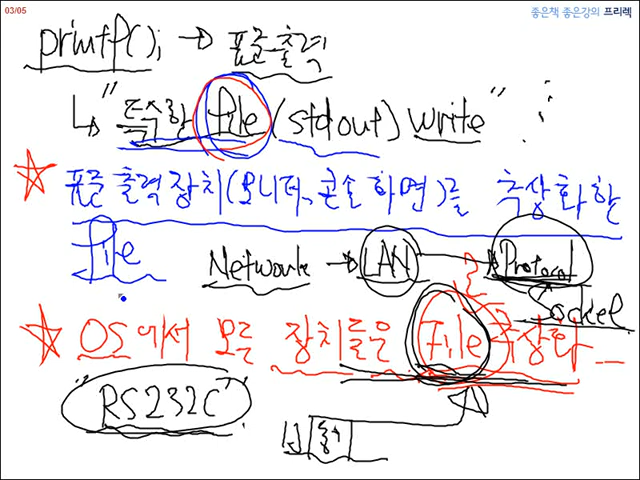 03/05
좋은책 좋은강의 프리렉
printf(); → 표준출력
↳ "특수한 file (stdout) write"
☆ 표준출력장치(모니터, 콘솔화면)를 추상화한
file
Network → LAN → Protocol
Socket
☆ OS에서 모든 장치들은 File 추상화
"RS232C"